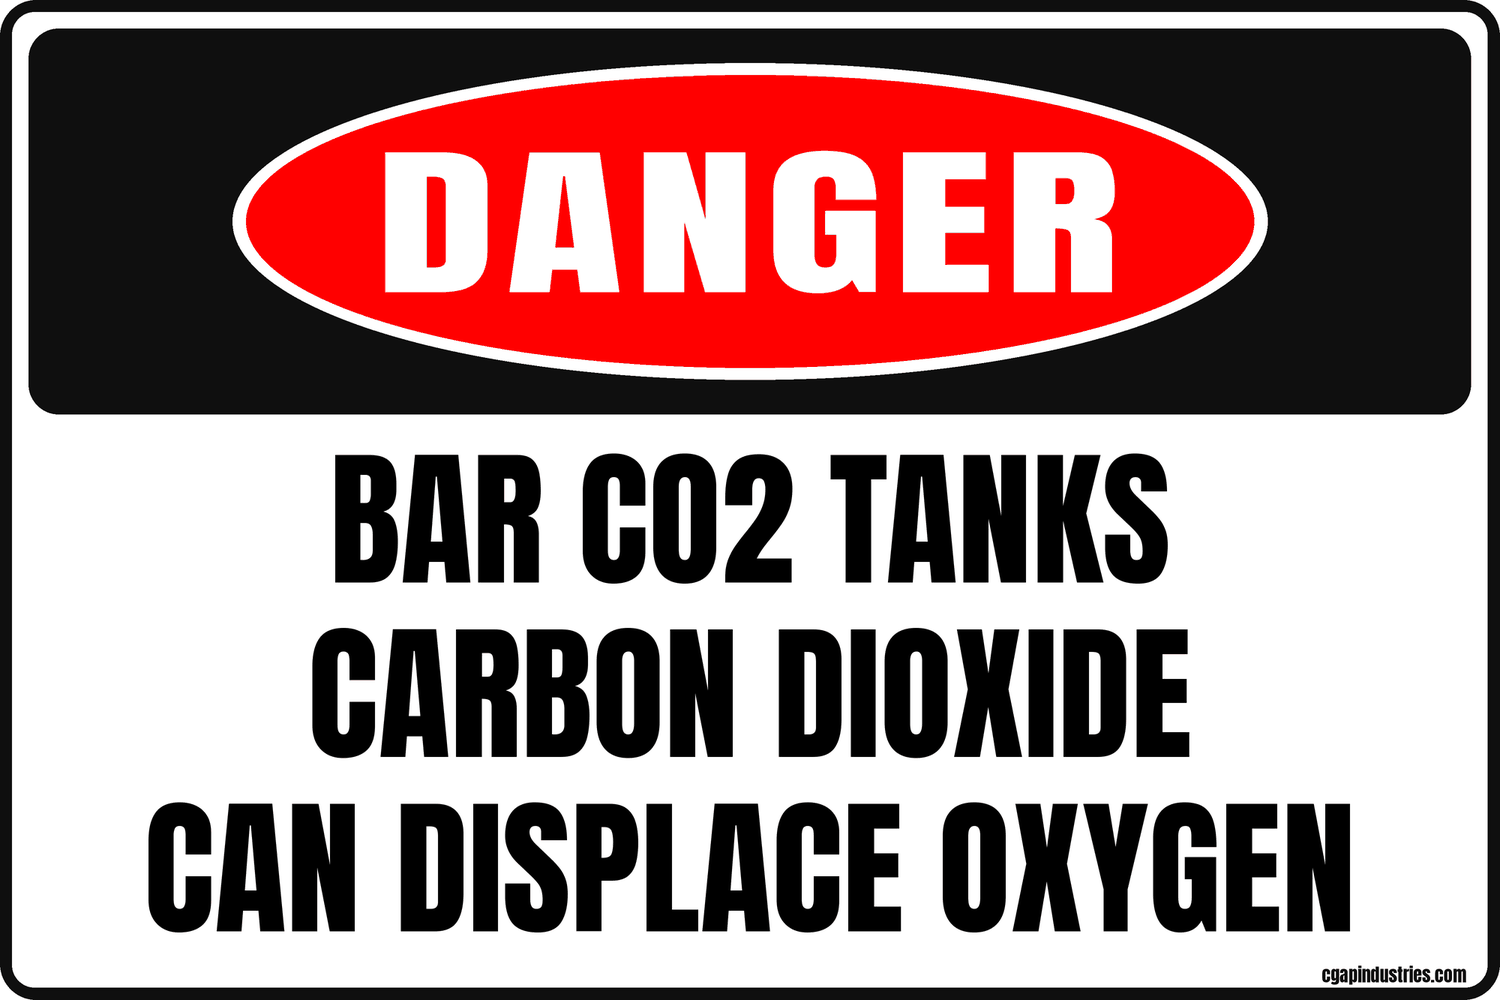 DANGER
BAR CO2 TANKS
CARBON DIOXIDE
CAN DISPLACE OXYGEN
cgapindustries.com